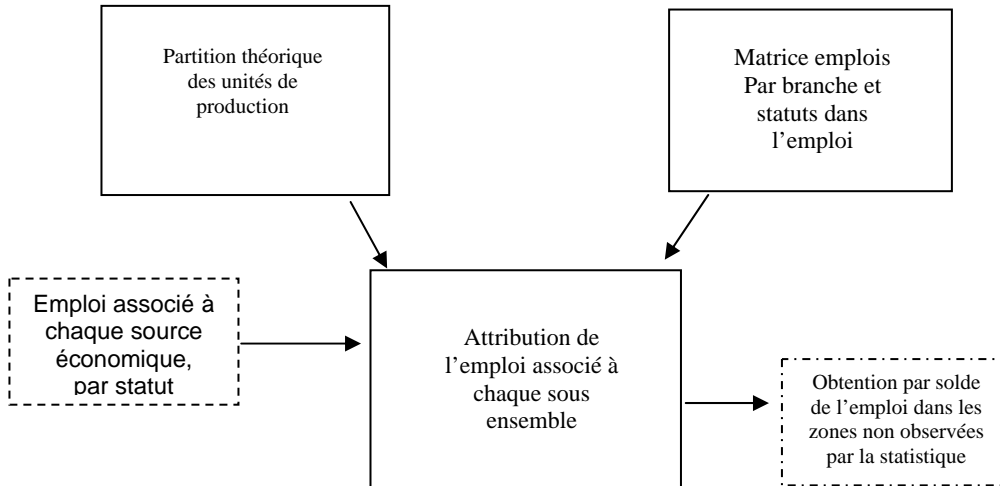 Partition théorique
des unités de
production
Matrice emplois
Par branche et
statuts dans
l’emploi
Emploi associé à
chaque source
économique,
par statut
Attribution de
l’emploi associé à
chaque sous
ensemble
Obtention par solde
de l’emploi dans les
zones non observées
par la statistique